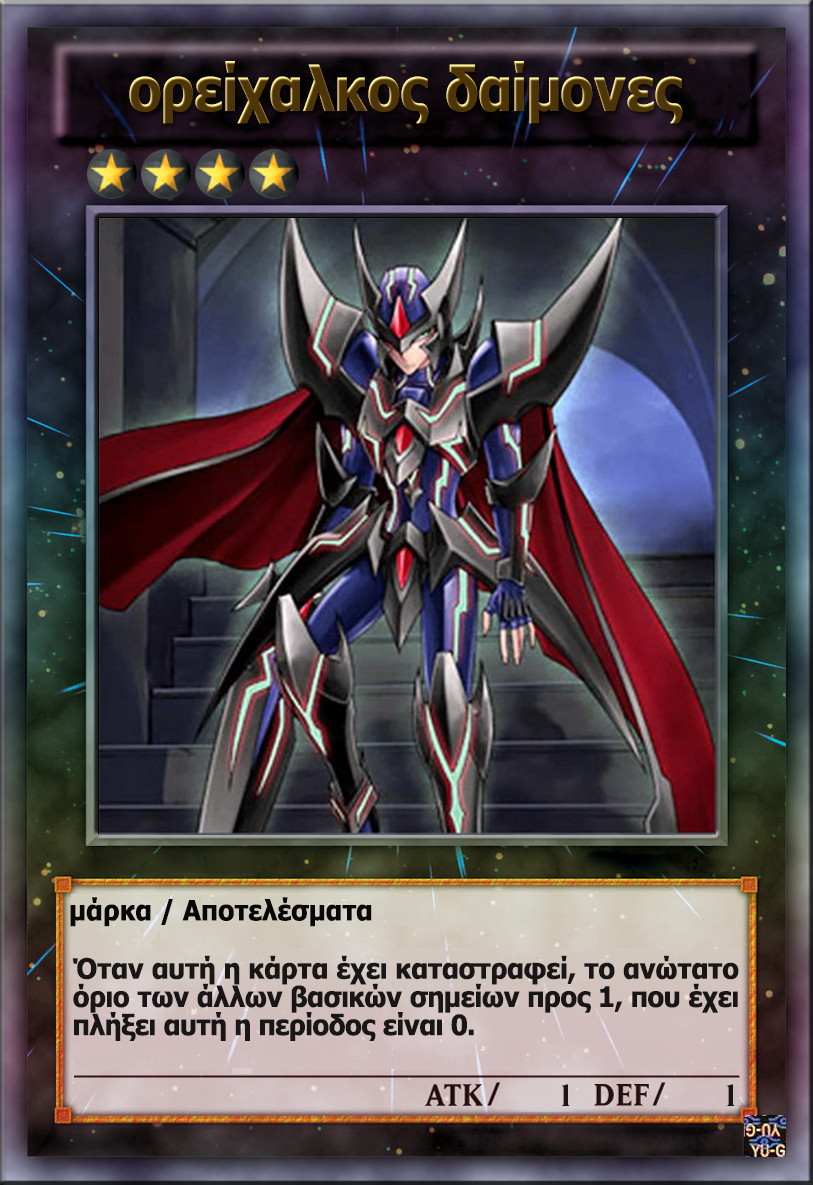 ορείχαλκος δαίμονες
μάρκα / Αποτελέσματα
Όταν αυτή η κάρτα έχει καταστραφεί, το ανώτατο
όριο των άλλων βασικών σημείων προς 1, που έχει
πλήξει αυτή η περίοδος είναι 0.
ATK/ 1 DEF/ 1
YU-G
YU-G